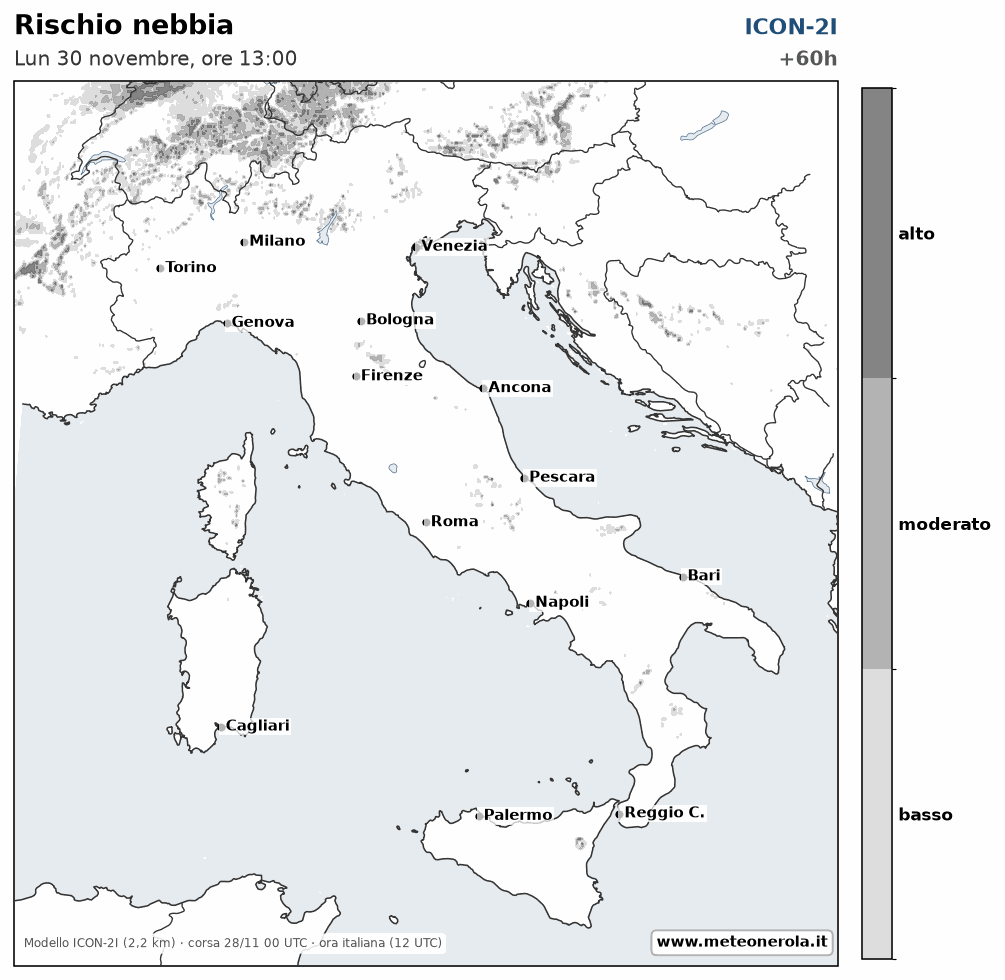 Rischio nebbia
ICON-2I
Lun 30 novembre, ore 13:00
+60h
alto
moderato
basso
Milano
Venezia
Torino
Genova
Bologna
Firenze
Ancona
Pescara
Roma
Bari
Napoli
Cagliari
Palermo
Reggio C.
Modello ICON-2I (2,2 km) · corsa 28/11 00 UTC · ora italiana (12 UTC)
www.meteonerola.it